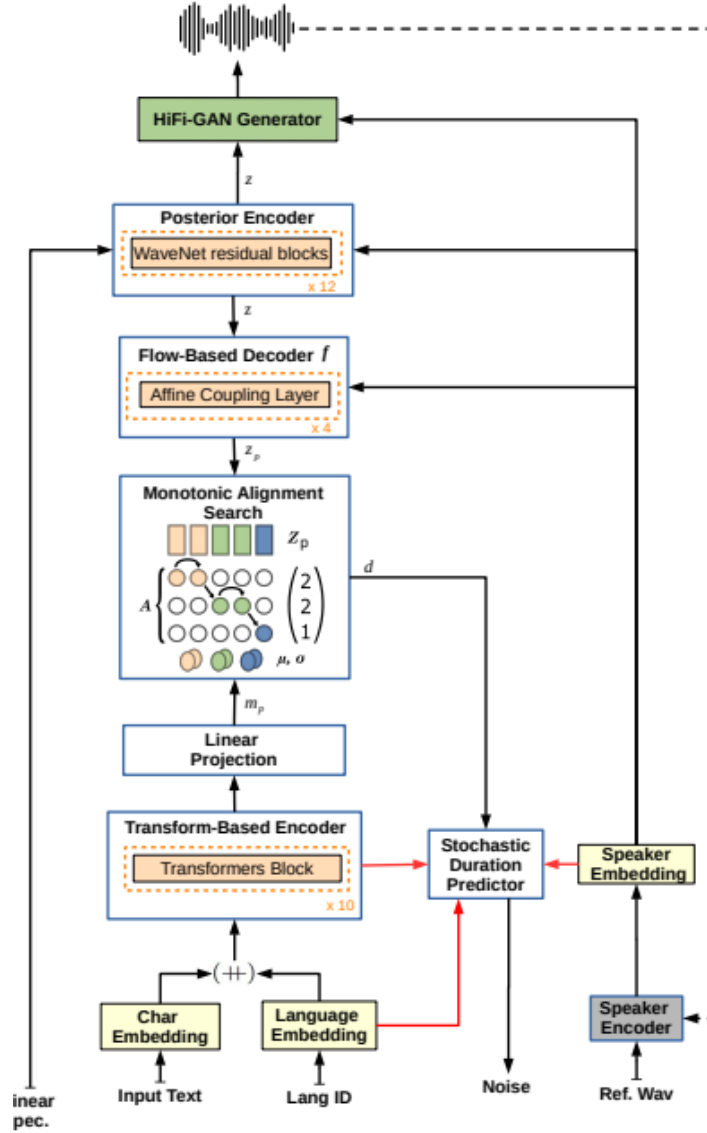 HiFi-GAN Generator
z
Posterior Encoder
WaveNet residual blocks
x 12
z
Flow-Based Decoder f
Affine Coupling Layer
x 4
z_p
Monotonic Alignment
Search
Z_p
d
A
2
2
1
μ, σ
m_p
Linear
Projection
Transform-Based Encoder
Transformers Block
x 10
Stochastic
Duration
Predictor
Speaker
Embedding
(++)
Char
Embedding
Language
Embedding
Speaker
Encoder
Input Text
Lang ID
Noise
Ref. Wav
inear
pec.